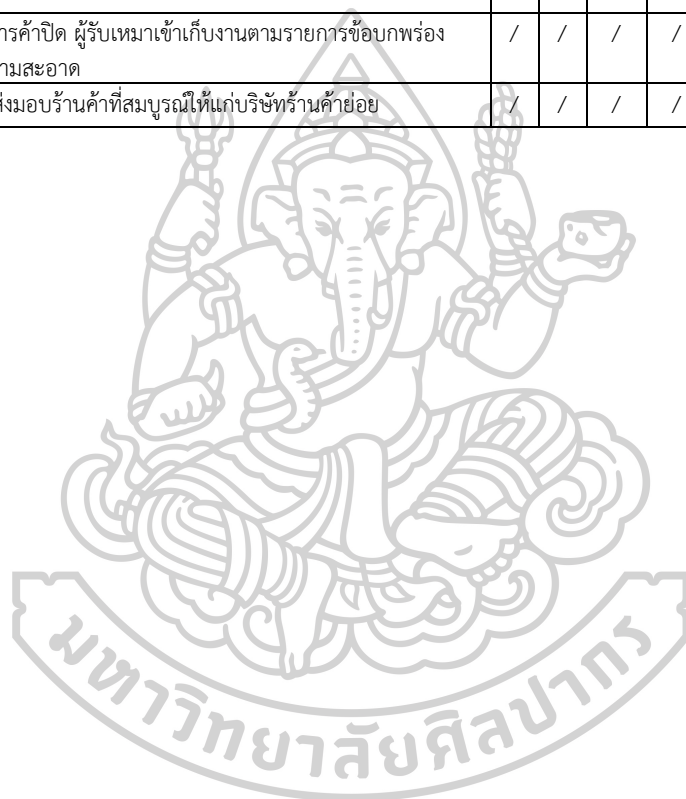 ารค้าปิด ผู้รับเหมาเข้าเก็บงานตามรายการข้อบกพร่อง / / / /
ามสะอาด
ส่งมอบร้านค้าที่สมบูรณ์ให้แก่บริษัทร้านค้าย่อย / / / /
มหาวิทยาลัยศิลปากร